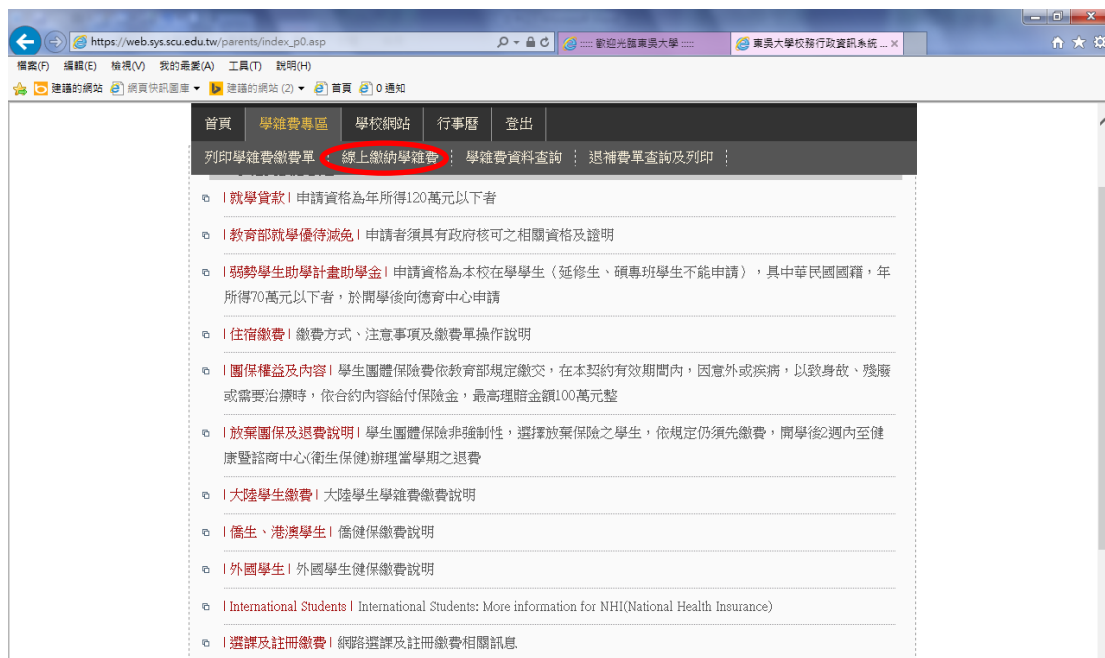 https://web.sys.scu.edu.tw/parents/index_p0.asp
::::: 歡迎光臨東吳大學 :::::
東吳大學校務行政資訊系統 ...
檔案(F) 編輯(E) 檢視(V) 我的最愛(A) 工具(T) 說明(H)
建議的網站 網頁快訊圖庫 建議的網站 (2) 首頁 0 通知
首頁 學雜費專區 學校網站 行事曆 登出
列印學雜費繳費單 線上繳納學雜費 學雜費資料查詢 退補費單查詢及列印
| 就學貸款 | 申請資格為年所得120萬元以下者
| 教育部就學優待減免 | 申請者須具有政府核可之相關資格及證明
| 弱勢學生助學計畫助學金 | 申請資格為本校在學學生（延修生、碩專班學生不能申請），具中華民國國籍，年
所得70萬元以下者，於開學後向德育中心申請
| 住宿繳費 | 繳費方式、注意事項及繳費單操作說明
| 團保權益及內容 | 學生團體保險費依教育部規定繳交，在本契約有效期間內，因意外或疾病，以致身故、殘廢
或需要治療時，依合約內容給付保險金，最高理賠金額100萬元整
| 放棄團保及退費說明 | 學生團體保險非強制性，選擇放棄保險之學生，依規定仍須先繳費，開學後2週內至健
康暨諮商中心(衛生保健)辦理當學期之退費
| 大陸學生繳費 | 大陸學生學雜費繳費說明
| 僑生、港澳學生 | 僑健保繳費說明
| 外國學生 | 外國學生健保繳費說明
| International Students | International Students: More information for NHI(National Health Insurance)
| 選課及註冊繳費 | 網路選課及註冊繳費相關訊息